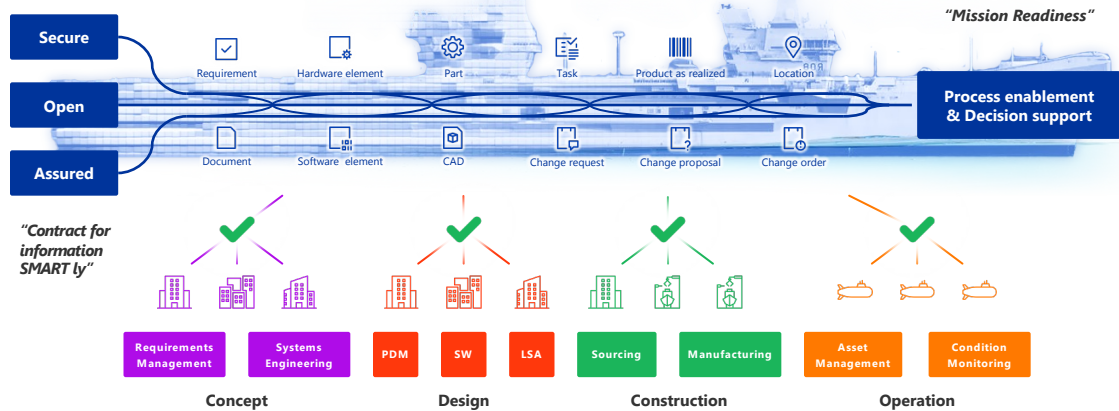 Secure
Open
Assured
"Mission Readiness"
Requirement
Hardware element
Part
Task
Product as realized
Location
808
Document
Software element
CAD
Change request
Change proposal
Change order
Process enablement
& Decision support
"Contract for
information
SMART ly"
Requirements
Management
Systems
Engineering
PDM
SW
LSA
Sourcing
Manufacturing
Asset
Management
Condition
Monitoring
Concept
Design
Construction
Operation